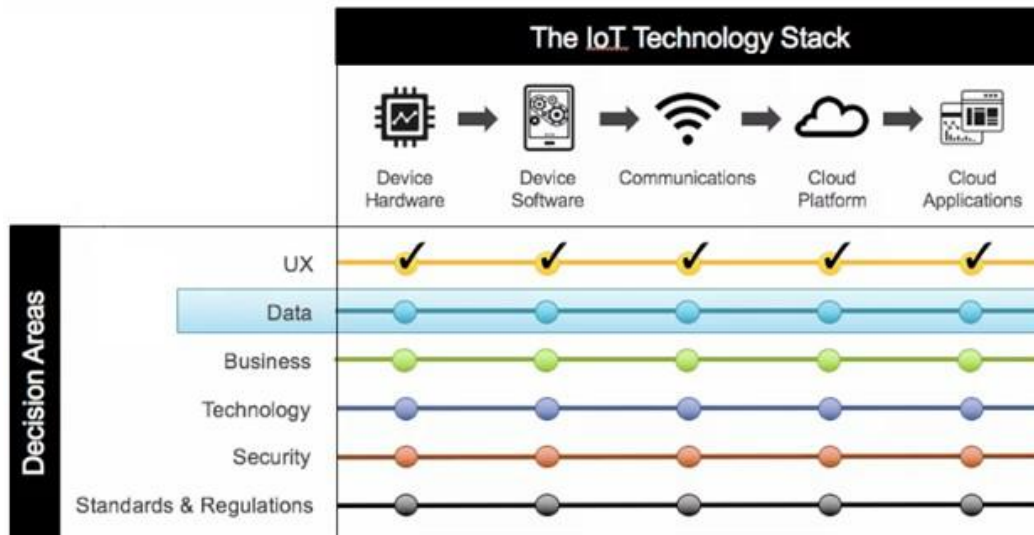 The IoT Technology Stack
Device
Hardware
Device
Software
Communications
Cloud
Platform
Cloud
Applications
Decision Areas
UX
Data
Business
Technology
Security
Standards & Regulations